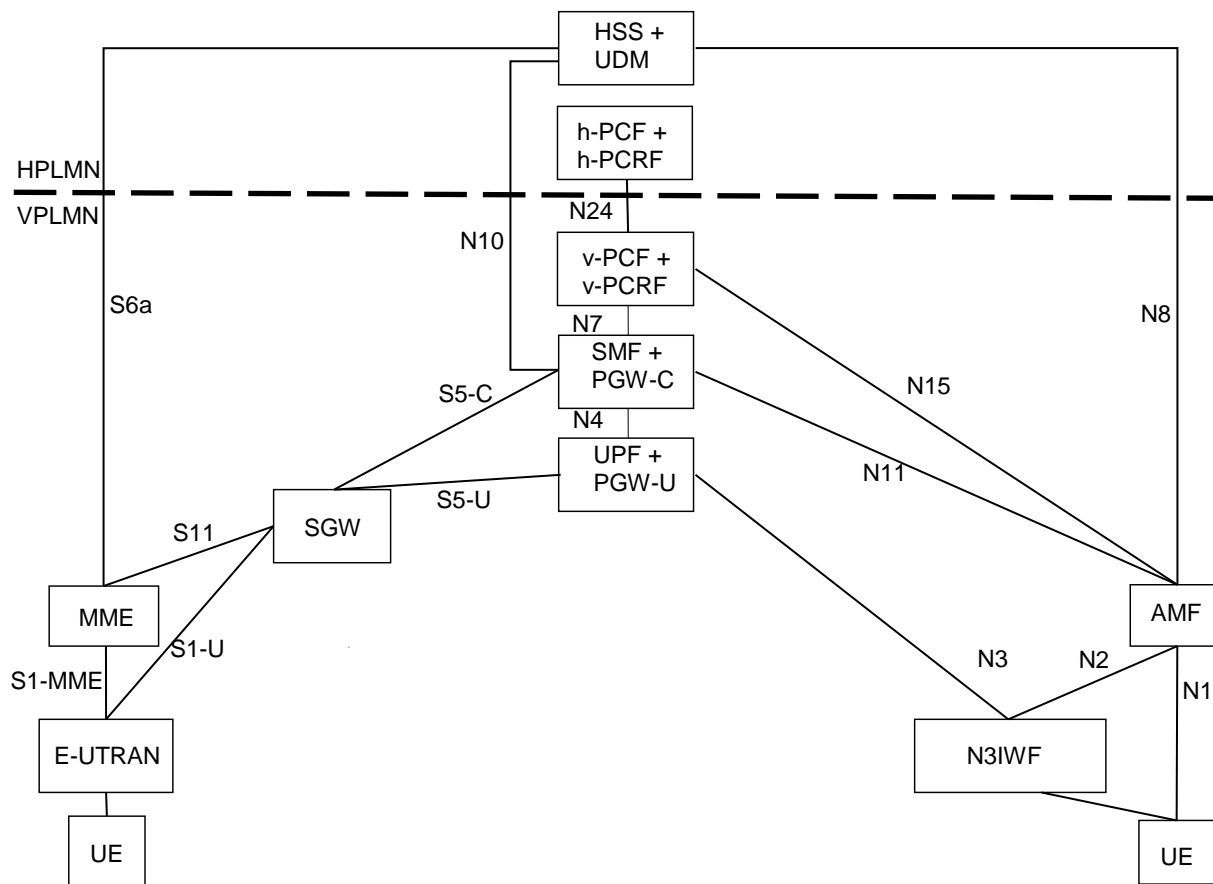 HSS +
UDM
h-PCF +
h-PCRF
HPLMN
VPLMN
N24
N10
v-PCF +
v-PCRF
S6a
N8
N7
SMF +
PGW-C
N15
S5-C
N4
UPF +
PGW-U
N11
S5-U
SGW
S11
MME
AMF
S1-U
N3
N2
S1-MME
N1
E-UTRAN
N3IWF
UE
UE